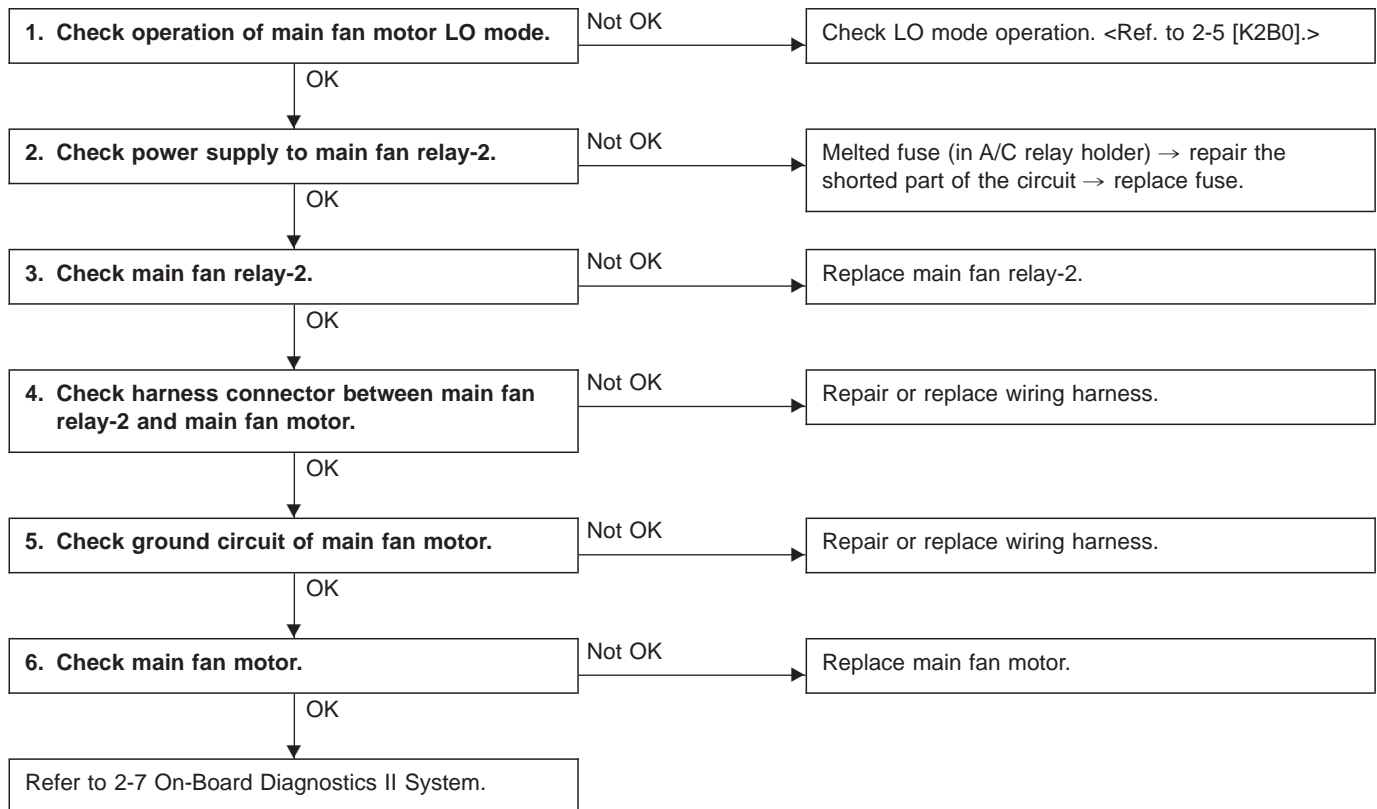 1. Check operation of main fan motor LO mode.
Not OK
Check LO mode operation. <Ref. to 2-5 [K2B0].>
OK
2. Check power supply to main fan relay-2.
Not OK
Melted fuse (in A/C relay holder) → repair the
shorted part of the circuit → replace fuse.
OK
3. Check main fan relay-2.
Not OK
Replace main fan relay-2.
OK
4. Check harness connector between main fan
relay-2 and main fan motor.
Not OK
Repair or replace wiring harness.
OK
5. Check ground circuit of main fan motor.
Not OK
Repair or replace wiring harness.
OK
6. Check main fan motor.
Not OK
Replace main fan motor.
OK
Refer to 2-7 On-Board Diagnostics II System.